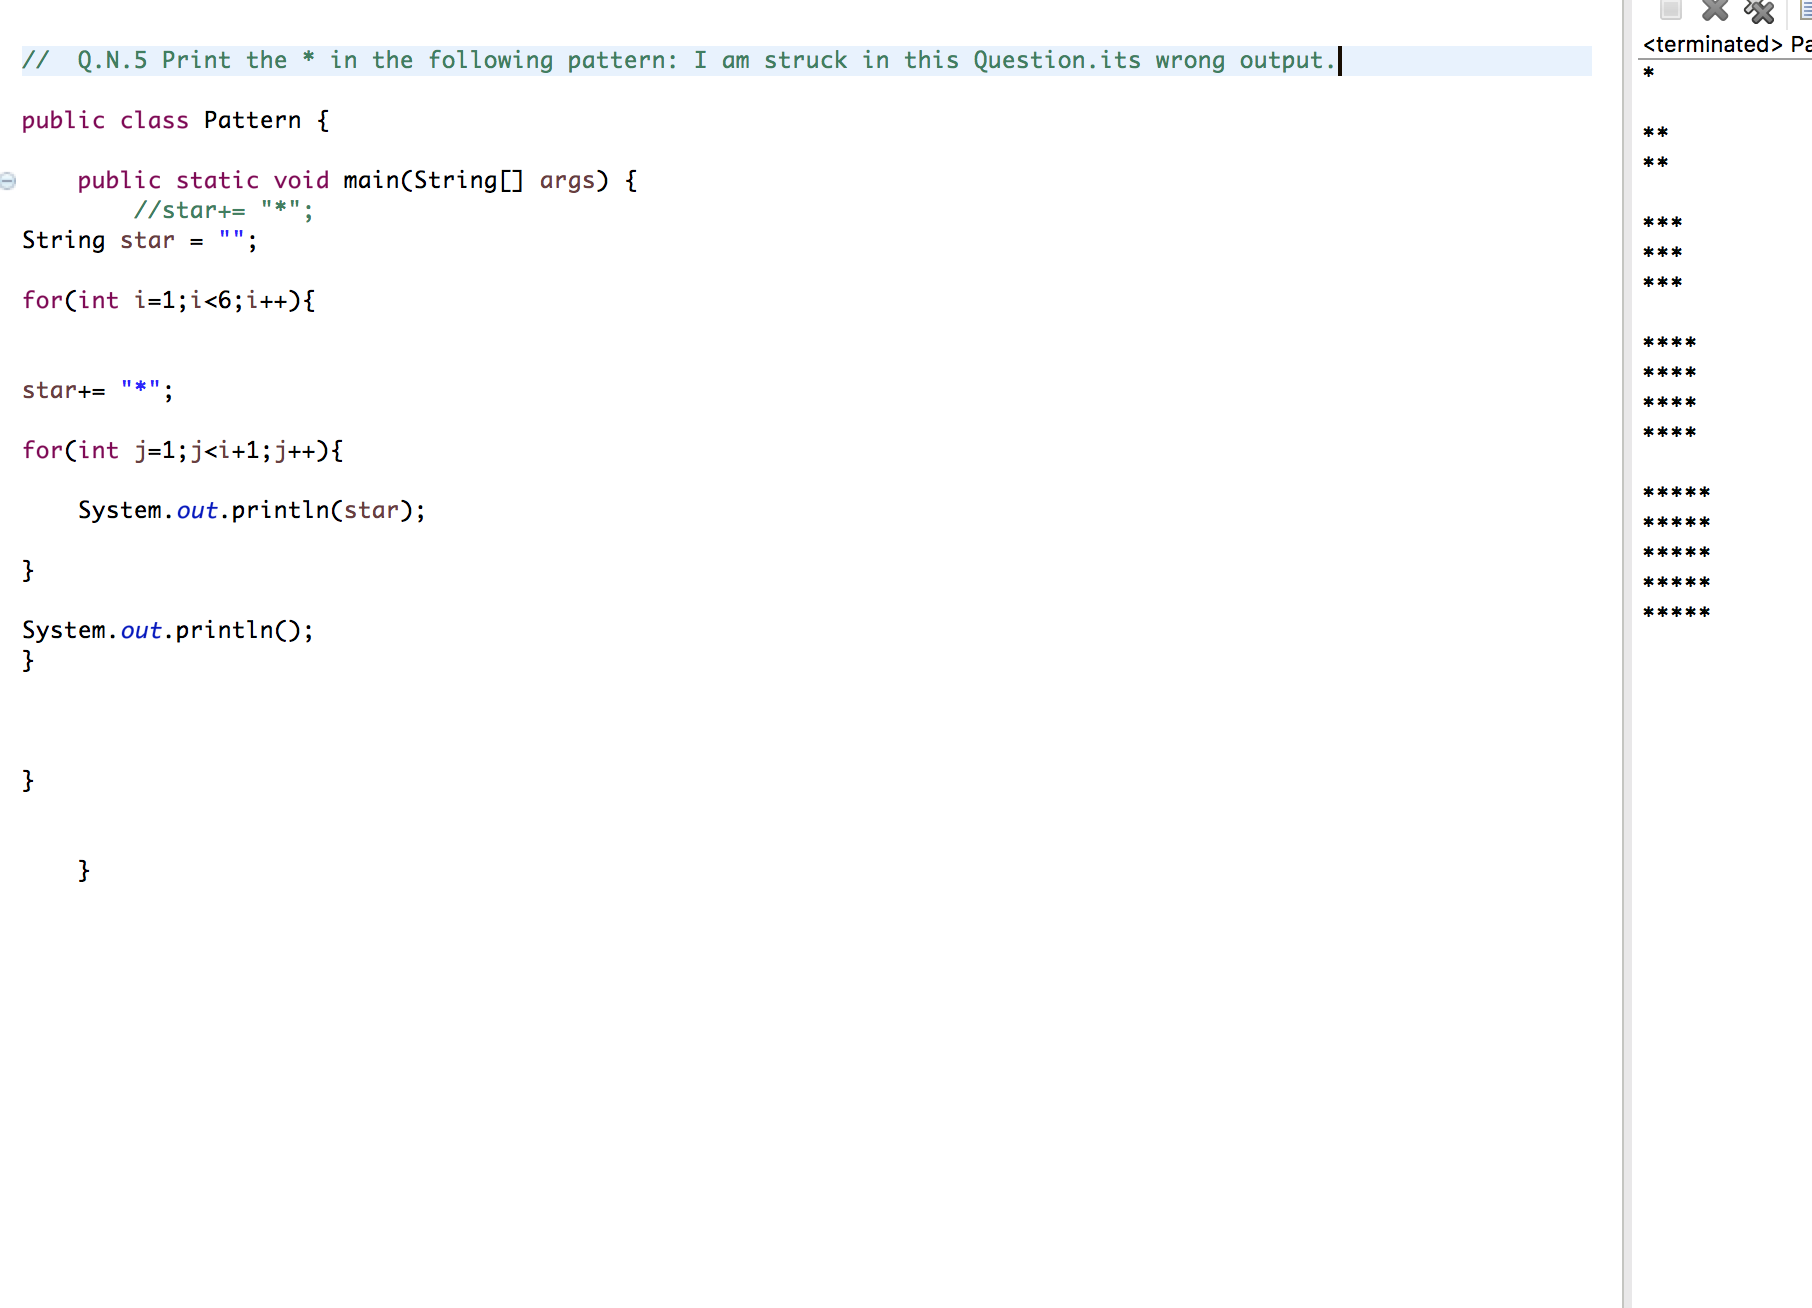 //  Q.N.5 Print the * in the following pattern: I am struck in this Question.its wrong output.
public class Pattern {
public static void main(String[] args) {
//star+= "*";
String star = "";
for(int i=1;i<6;i++){
star+= "*";
for(int j=1;j<i+1;j++){
System.out.println(star);
}
System.out.println();
}
}
}
<terminated> Pa
*
**
**
***
***
***
****
****
****
****
*****
*****
*****
*****
*****